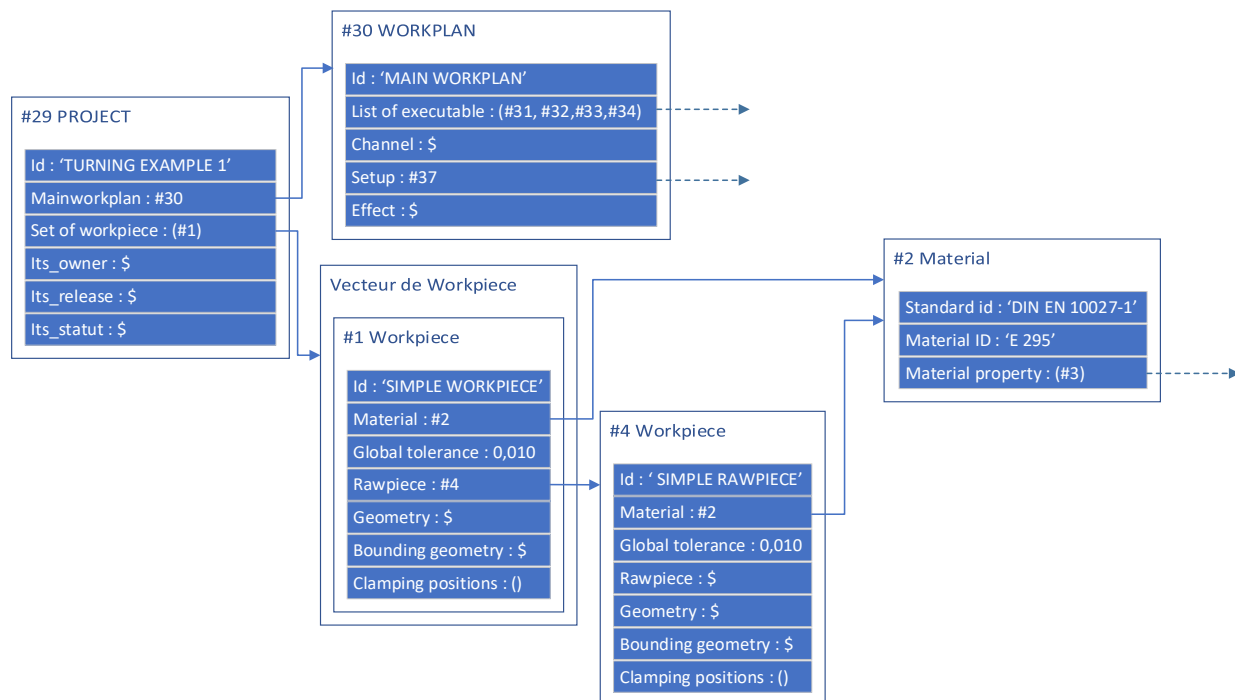 #30 WORKPLAN
Id : ‘MAIN WORKPLAN’
List of executable : (#31, #32,#33,#34)
Channel : $
Setup : #37
Effect : $
#29 PROJECT
Id : ‘TURNING EXAMPLE 1’
Mainworkplan : #30
Set of workpiece : (#1)
Its_owner : $
Its_release : $
Its_statut : $
Vecteur de Workpiece
#1 Workpiece
Id : ‘SIMPLE WORKPIECE’
Material : #2
Global tolerance : 0,010
Rawpiece : #4
Geometry : $
Bounding geometry : $
Clamping positions : ()
#4 Workpiece
Id : ‘ SIMPLE RAWPIECE’
Material : #2
Global tolerance : 0,010
Rawpiece : $
Geometry : $
Bounding geometry : $
Clamping positions : ()
#2 Material
Standard id : ‘DIN EN 10027-1’
Material ID : ‘E 295’
Material property : (#3)